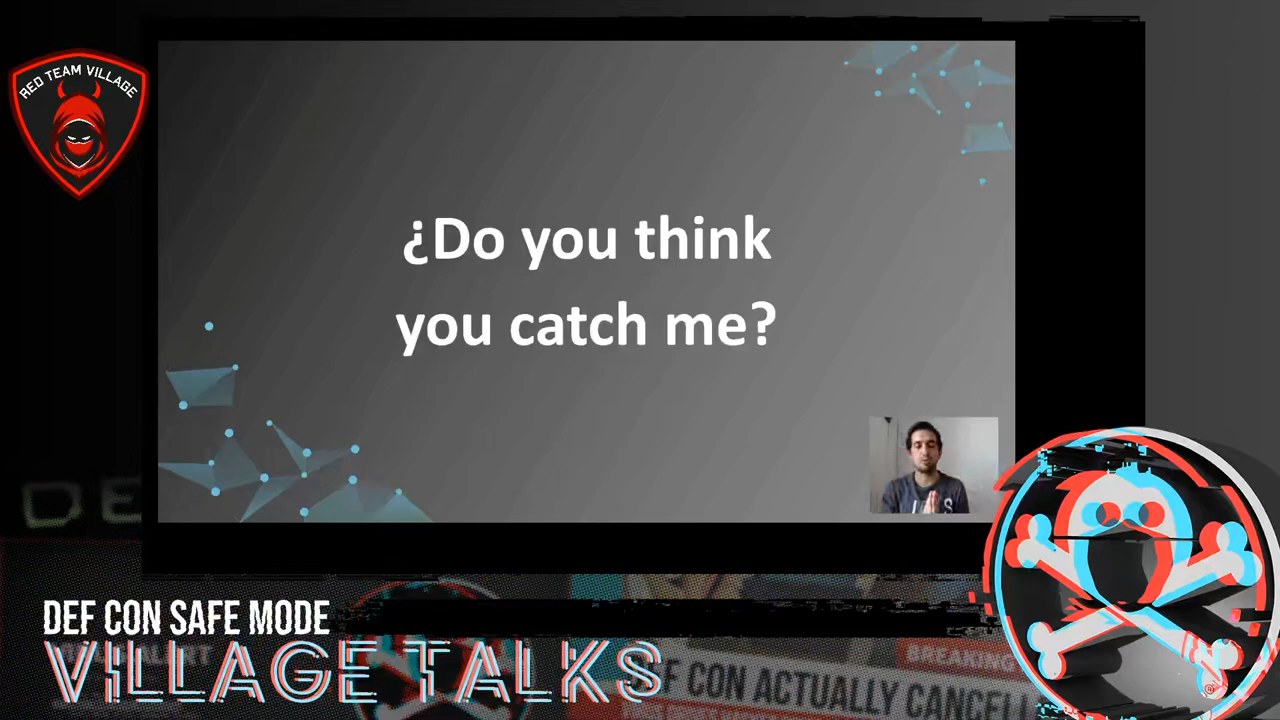 RED TEAM VILLAGE
¿Do you think
you catch me?
DEF CON SAFE MODE
VILLAGE TALKS
BREAKING
DEF CON ACTUALLY CANCELL